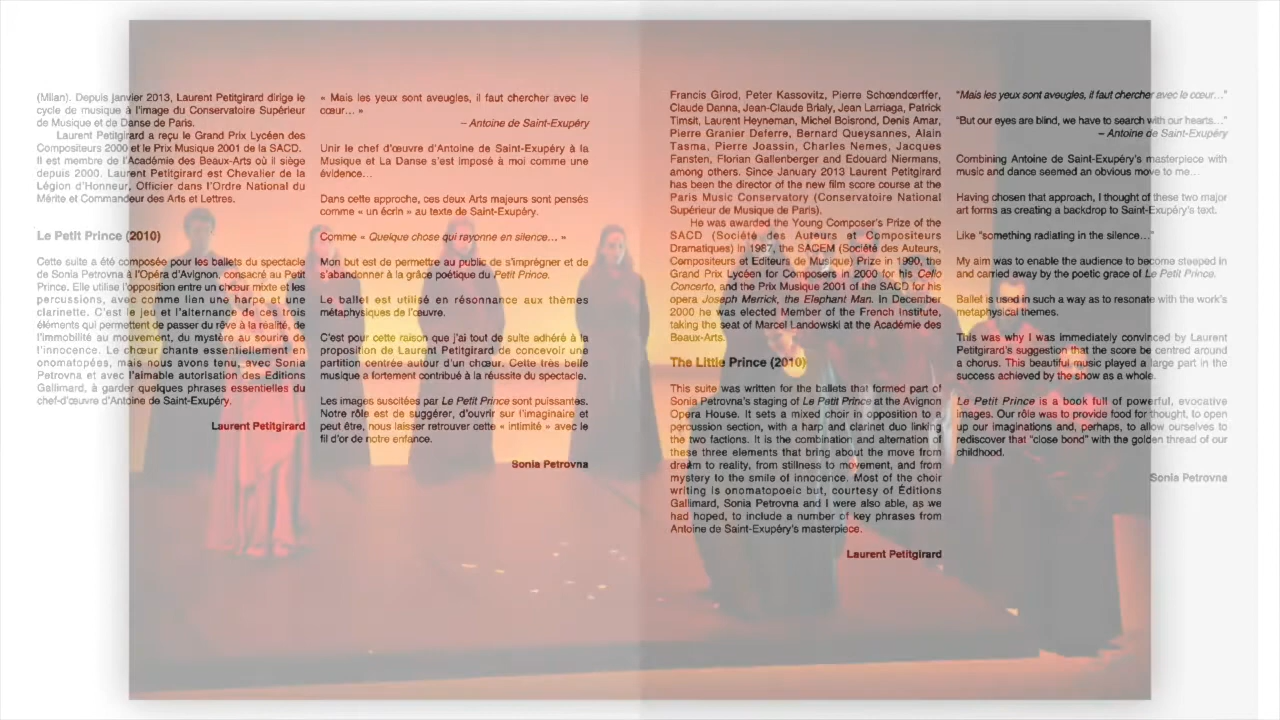 (Milan). Depuis janvier 2013, Laurent Petitgirard dirige le
cycle de musique à l'image du Conservatoire Supérieur
de Musique et de Danse de Paris.
Laurent Petitgirard a reçu le Grand Prix Lycéen des
Compositeurs 2000 et le Prix Musique 2001 de la SACD.
Il est membre de l'Académie des Beaux-Arts où il siège
depuis 2000. Laurent Petitgirard est Chevalier de la
Légion d'Honneur, Officier dans l'Ordre National du
Mérite et Commandeur des Arts et Lettres.
Le Petit Prince (2010)
Cette suite a été composée pour les ballets du spectacle
de Sonia Petrovna à l'Opéra d'Avignon, consacré au Petit
Prince. Elle utilise l'opposition entre un chœur mixte et les
percussions, avec comme lien une harpe et une
clarinette. C'est le jeu et l'alternance de ces trois
éléments qui permettent de passer du rêve à la réalité, de
l'immobilité au mouvement, du mystère au sourire de
l'innocence. Le chœur chante essentiellement en
onomatopées, mais nous avons tenu, avec Sonia
Petrovna et avec l'aimable autorisation des Editions
Gallimard, à garder quelques phrases essentielles du
chef-d'œuvre d'Antoine de Saint-Exupéry.
Laurent Petitgirard
« Mais les yeux sont aveugles, il faut chercher avec le
cœur... »
– Antoine de Saint-Exupéry
Unir le chef d'œuvre d'Antoine de Saint-Exupéry à la
Musique et La Danse s'est imposé à moi comme une
évidence...
Dans cette approche, ces deux Arts majeurs sont pensés
comme « un écrin » au texte de Saint-Exupéry.
Comme « Quelque chose qui rayonne en silence... »
Mon but est de permettre au public de s'imprégner et de
s'abandonner à la grâce poétique du Petit Prince.
Le ballet est utilisé en résonnance aux thèmes
métaphysiques de l'œuvre.
C'est pour cette raison que j'ai tout de suite adhéré à la
proposition de Laurent Petitgirard de concevoir une
partition centrée autour d'un chœur. Cette très belle
musique a fortement contribué à la réussite du spectacle.
Les images suscitées par Le Petit Prince sont puissantes.
Notre rôle est de suggérer, d'ouvrir sur l'imaginaire et
peut être, nous laisser retrouver cette « intimité » avec le
fil d'or de notre enfance.
Sonia Petrovna
Francis Girod, Peter Kassovitz, Pierre Schœndœrffer,
Claude Danna, Jean-Claude Brialy, Jean Larriaga, Patrick
Timsit, Laurent Heyneman, Michel Boisrond, Denis Amar,
Pierre Granier Deferre, Bernard Queysannes, Alain
Tasma, Pierre Joassin, Charles Nemes, Jacques
Fansten, Florian Gallenberger and Edouard Niermans,
among others. Since January 2013 Laurent Petitgirard
has been the director of the new film score course at the
Paris Music Conservatory (Conservatoire National
Supérieur de Musique de Paris).
He was awarded the Young Composer's Prize of the
SACD (Société des Auteurs et Compositeurs
Dramatiques) in 1987, the SACEM (Société des Auteurs,
Compositeurs et Editeurs de Musique) Prize in 1990, the
Grand Prix Lycéen for Composers in 2000 for his Cello
Concerto, and the Prix Musique 2001 of the SACD for his
opera Joseph Merrick, the Elephant Man. In December
2000 he was elected Member of the French Institute,
taking the seat of Marcel Landowski at the Académie des
Beaux-Arts.
The Little Prince (2010)
This suite was written for the ballets that formed part of
Sonia Petrovna's staging of Le Petit Prince at the Avignon
Opera House. It sets a mixed choir in opposition to a
percussion section, with a harp and clarinet duo linking
the two factions. It is the combination and alternation of
these three elements that bring about the move from
dream to reality, from stillness to movement, and from
mystery to the smile of innocence. Most of the choir
writing is onomatopoeic but, courtesy of Éditions
Gallimard, Sonia Petrovna and I were also able, as we
had hoped, to include a number of key phrases from
Antoine de Saint-Exupéry's masterpiece.
Laurent Petitgirard
"Mais les yeux sont aveugles, il faut chercher avec le cœur..."
"But our eyes are blind, we have to search with our hearts..."
– Antoine de Saint-Exupéry
Combining Antoine de Saint-Exupéry's masterpiece with
music and dance seemed an obvious move to me...
Having chosen that approach, I thought of these two major
art forms as creating a backdrop to Saint-Exupéry's text.
Like "something radiating in the silence..."
My aim was to enable the audience to become steeped in
and carried away by the poetic grace of Le Petit Prince.
Ballet is used in such a way as to resonate with the work's
metaphysical themes.
This was why I was immediately convinced by Laurent
Petitgirard's suggestion that the score be centred around
a chorus. This beautiful music played a large part in the
success achieved by the show as a whole.
Le Petit Prince is a book full of powerful, evocative
images. Our rôle was to provide food for thought, to open
up our imaginations and, perhaps, to allow ourselves to
rediscover that "close bond" with the golden thread of our
childhood.
Sonia Petrovna